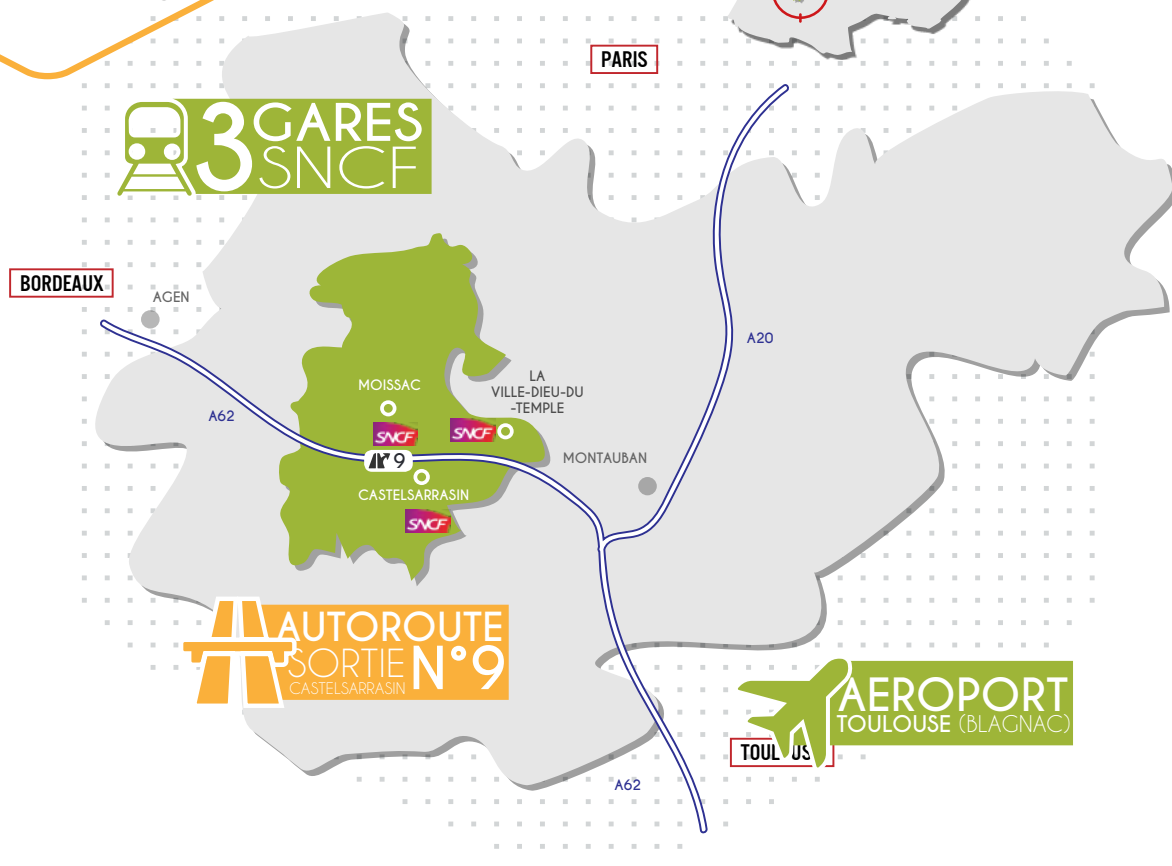 PARIS
3 GARES
SNCF
BORDEAUX
AGEN
A20
A62
MOISSAC
LA
VILLE-DIEU-DU
-TEMPLE
SNCF
SNCF
9
MONTAUBAN
CASTELSARRASIN
SNCF
AUTOROUTE
SORTIE N°9
CASTELSARRASIN
AEROPORT
TOULOUSE (BLAGNAC)
A62